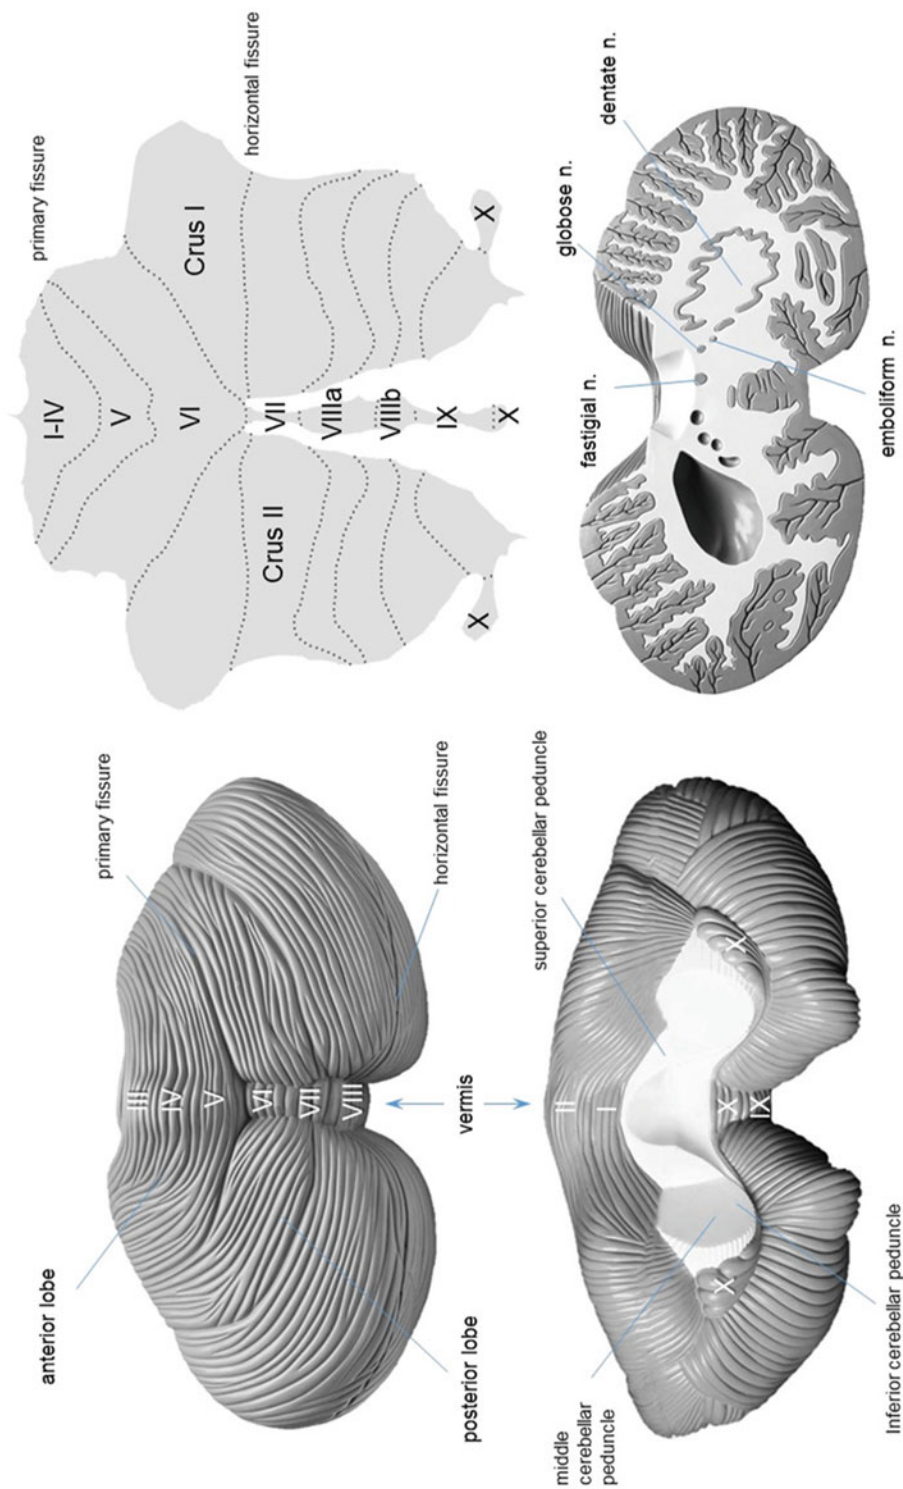 anterior lobe
primary fissure
III
IV
V
VI
VII
VIII
posterior lobe
horizontal fissure
vermis
primary fissure
I-IV
V
VI
Crus I
horizontal fissure
Crus II
VII
VIIIa
VIIIb
IX
X
X
X
superior cerebellar peduncle
middle
cerebellar
peduncle
II
I
X
X
X
IX
Inferior cerebellar peduncle
fastigial n.
globose n.
dentate n.
emboliform n.